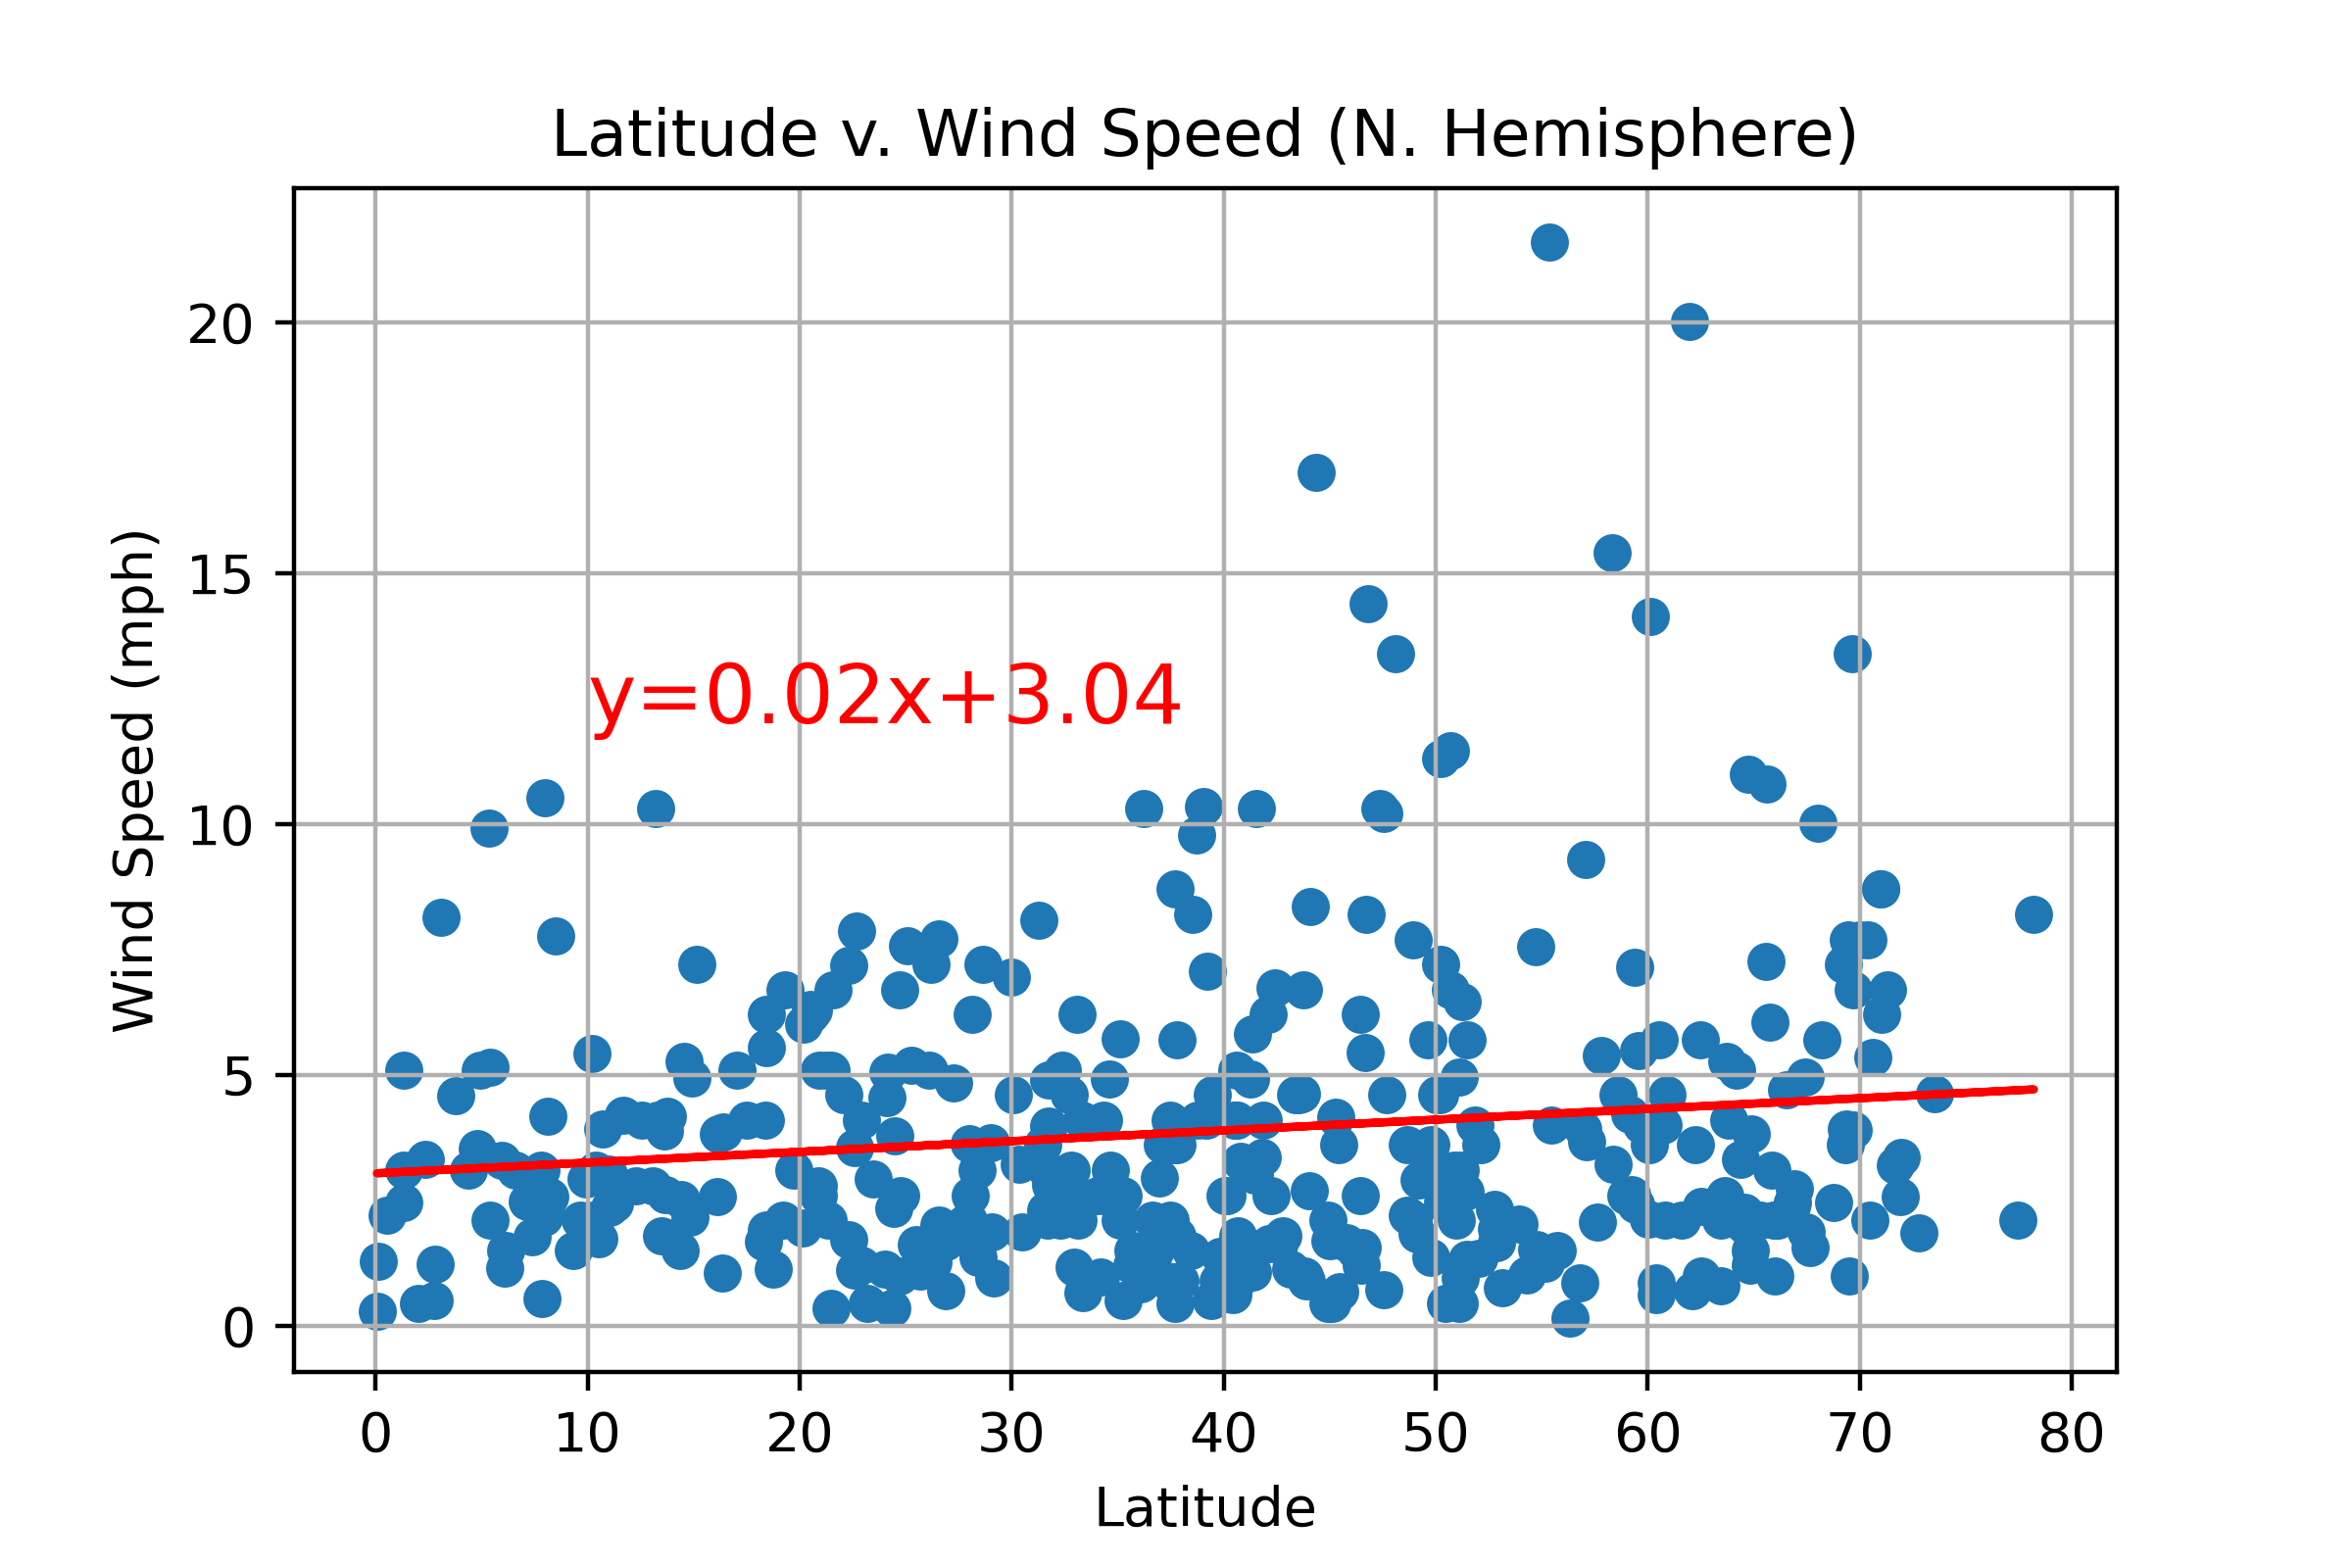 Latitude v. Wind Speed (N. Hemisphere)
Wind Speed (mph)
20
15
10
5
0
y=0.02x+3.04
0 10 20 30 40 50 60 70 80
Latitude